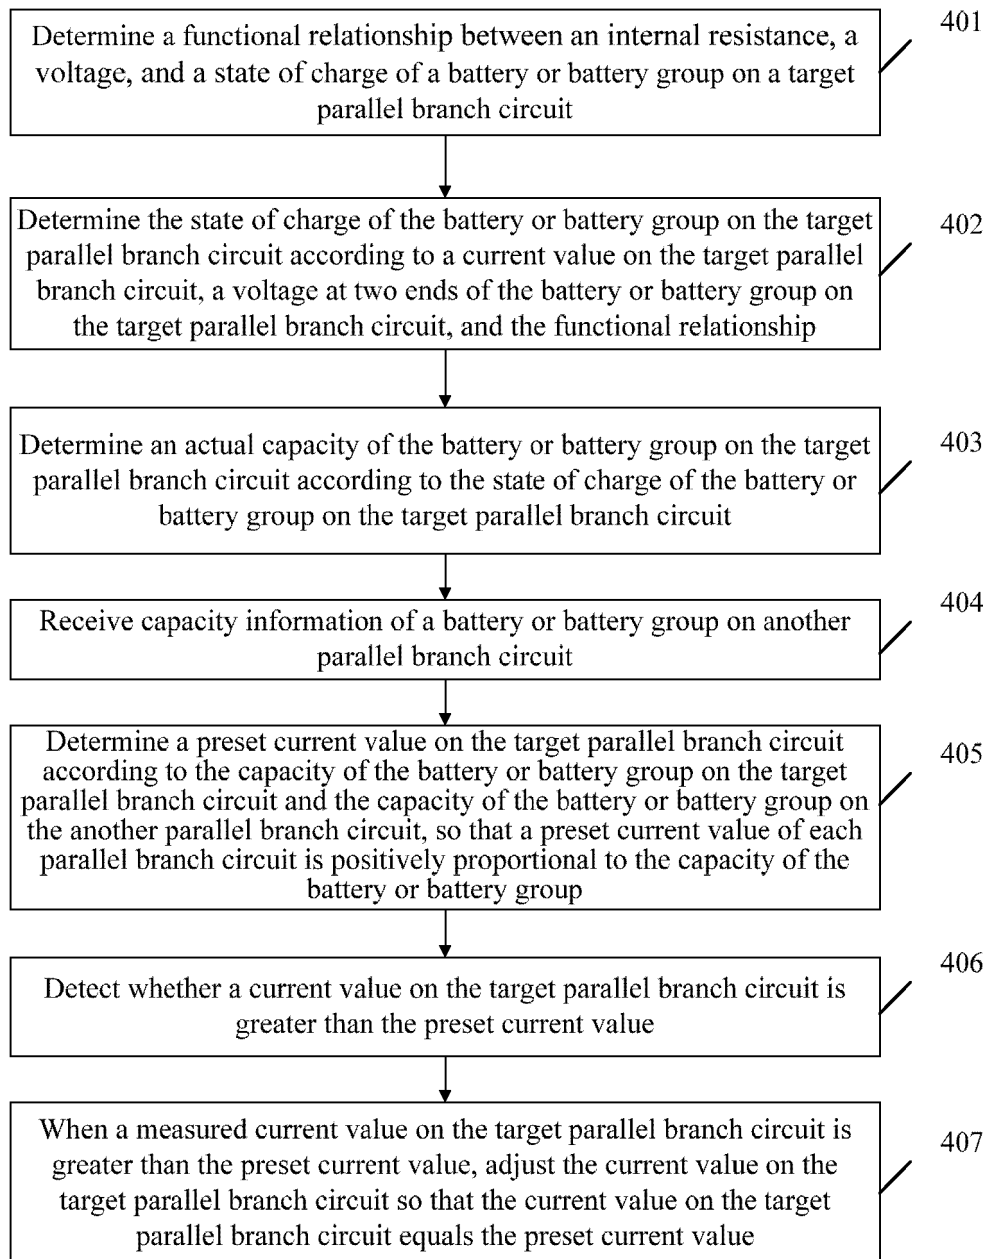 Determine a functional relationship between an internal resistance, a
voltage, and a state of charge of a battery or battery group on a target
parallel branch circuit
401
Determine the state of charge of the battery or battery group on the target
parallel branch circuit according to a current value on the target parallel
branch circuit, a voltage at two ends of the battery or battery group on
the target parallel branch circuit, and the functional relationship
402
Determine an actual capacity of the battery or battery group on the target
parallel branch circuit according to the state of charge of the battery or
battery group on the target parallel branch circuit
403
Receive capacity information of a battery or battery group on another
parallel branch circuit
404
Determine a preset current value on the target parallel branch circuit
according to the capacity of the battery or battery group on the target
parallel branch circuit and the capacity of the battery or battery group on
the another parallel branch circuit, so that a preset current value of each
parallel branch circuit is positively proportional to the capacity of the
battery or battery group
405
Detect whether a current value on the target parallel branch circuit is
greater than the preset current value
406
When a measured current value on the target parallel branch circuit is
greater than the preset current value, adjust the current value on the
target parallel branch circuit so that the current value on the target
parallel branch circuit equals the preset current value
407